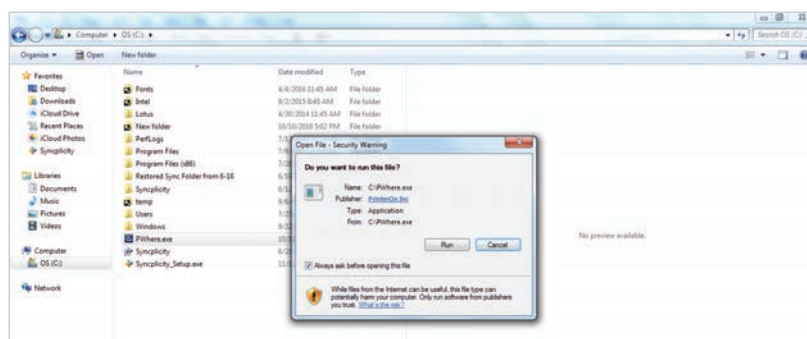 Computer ▸ OS (C:) ▸
Search OS (C:)
Organize ▾ Open New folder
Name Date modified Type
Favorites
Desktop
Downloads
iCloud Drive
Recent Places
iCloud Photos
Syncplicity
Libraries
Documents
Music
Pictures
Videos
Computer
OS (C:)
Network
Fonts 4/4/2016 11:45 AM File folder
Intel 9/2/2015 8:45 AM File folder
Lotus 4/30/2014 11:45 AM File folder
New folder 10/10/2016 5:02 PM File folder
PerfLogs
Program Files
Program Files (x86)
Restored Sync Folder from 6-16
Syncplicity
temp
Users
Windows
PWhere.exe
Syncplicity
Syncplicity_Setup.exe
Open File - Security Warning
Do you want to run this file?
Name: C:\PWhere.exe
Publisher: PrinterOn Inc
Type: Application
From: C:\PWhere.exe
Run Cancel
Always ask before opening this file
While files from the Internet can be useful, this file type can
potentially harm your computer. Only run software from publishers
you trust. What's the risk?
No preview available.